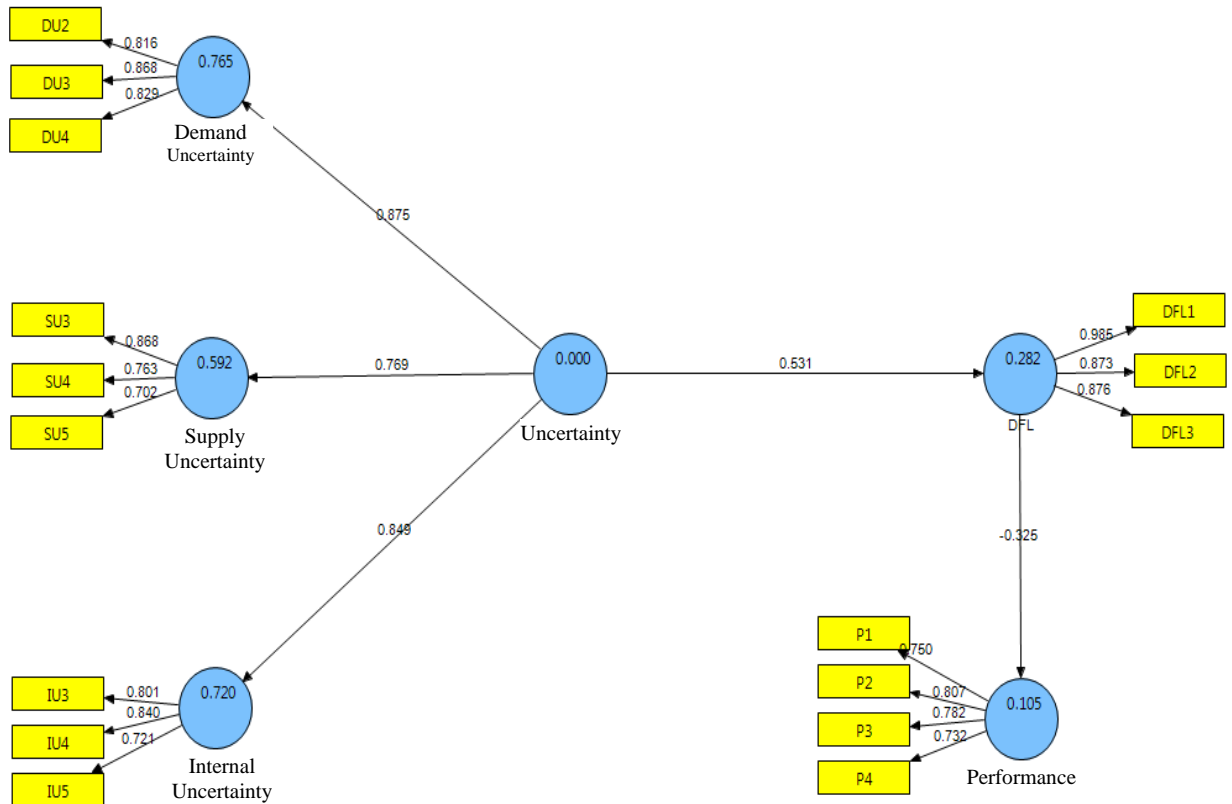 DU2
0.816
0.765
DU3
0.868
0.829
DU4
Demand
Uncertainty
0.875
SU3
0.868
SU4
0.763
0.592
0.702
SU5
Supply
Uncertainty
0.769
0.000
Uncertainty
0.531
0.282
DFL
0.985
DFL1
0.873
DFL2
0.876
DFL3
0.849
-0.325
IU3
0.801
0.720
IU4
0.840
0.721
IU5
Internal
Uncertainty
P1
0.750
P2
0.807
0.105
P3
0.782
0.732
P4
Performance